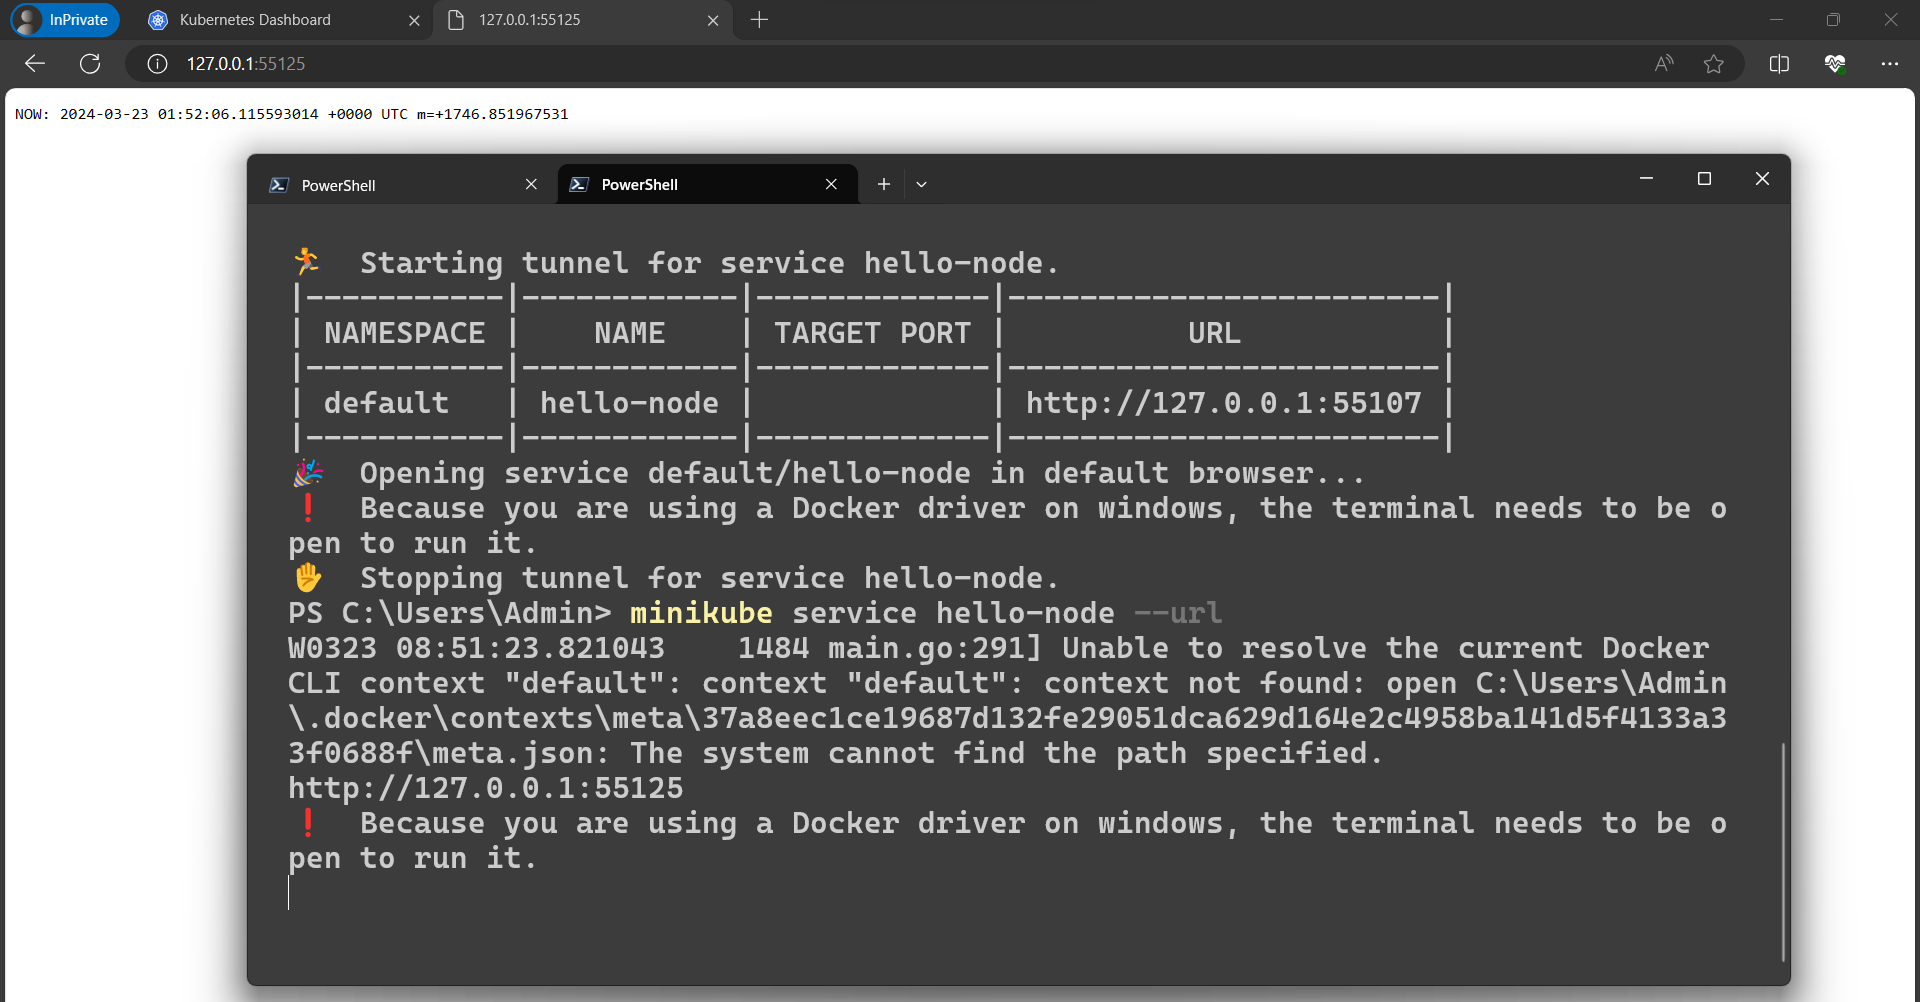 InPrivate
Kubernetes Dashboard
127.0.0.1:55125
127.0.0.1:55125
NOW: 2024-03-23 01:52:06.115593014 +0000 UTC m=+1746.851967531
PowerShell
PowerShell
🏃  Starting tunnel for service hello-node.
|-----------|------------|-------------|------------------------|
| NAMESPACE |    NAME    | TARGET PORT |          URL           |
|-----------|------------|-------------|------------------------|
| default   | hello-node |             | http://127.0.0.1:55107 |
|-----------|------------|-------------|------------------------|
🎉  Opening service default/hello-node in default browser...
❗  Because you are using a Docker driver on windows, the terminal needs to be o
pen to run it.
✋  Stopping tunnel for service hello-node.
PS C:\Users\Admin> minikube service hello-node --url
W0323 08:51:23.821043    1484 main.go:291] Unable to resolve the current Docker
CLI context "default": context "default": context not found: open C:\Users\Admin
\.docker\contexts\meta\37a8eec1ce19687d132fe29051dca629d164e2c4958ba141d5f4133a3
3f0688f\meta.json: The system cannot find the path specified.
http://127.0.0.1:55125
❗  Because you are using a Docker driver on windows, the terminal needs to be o
pen to run it.